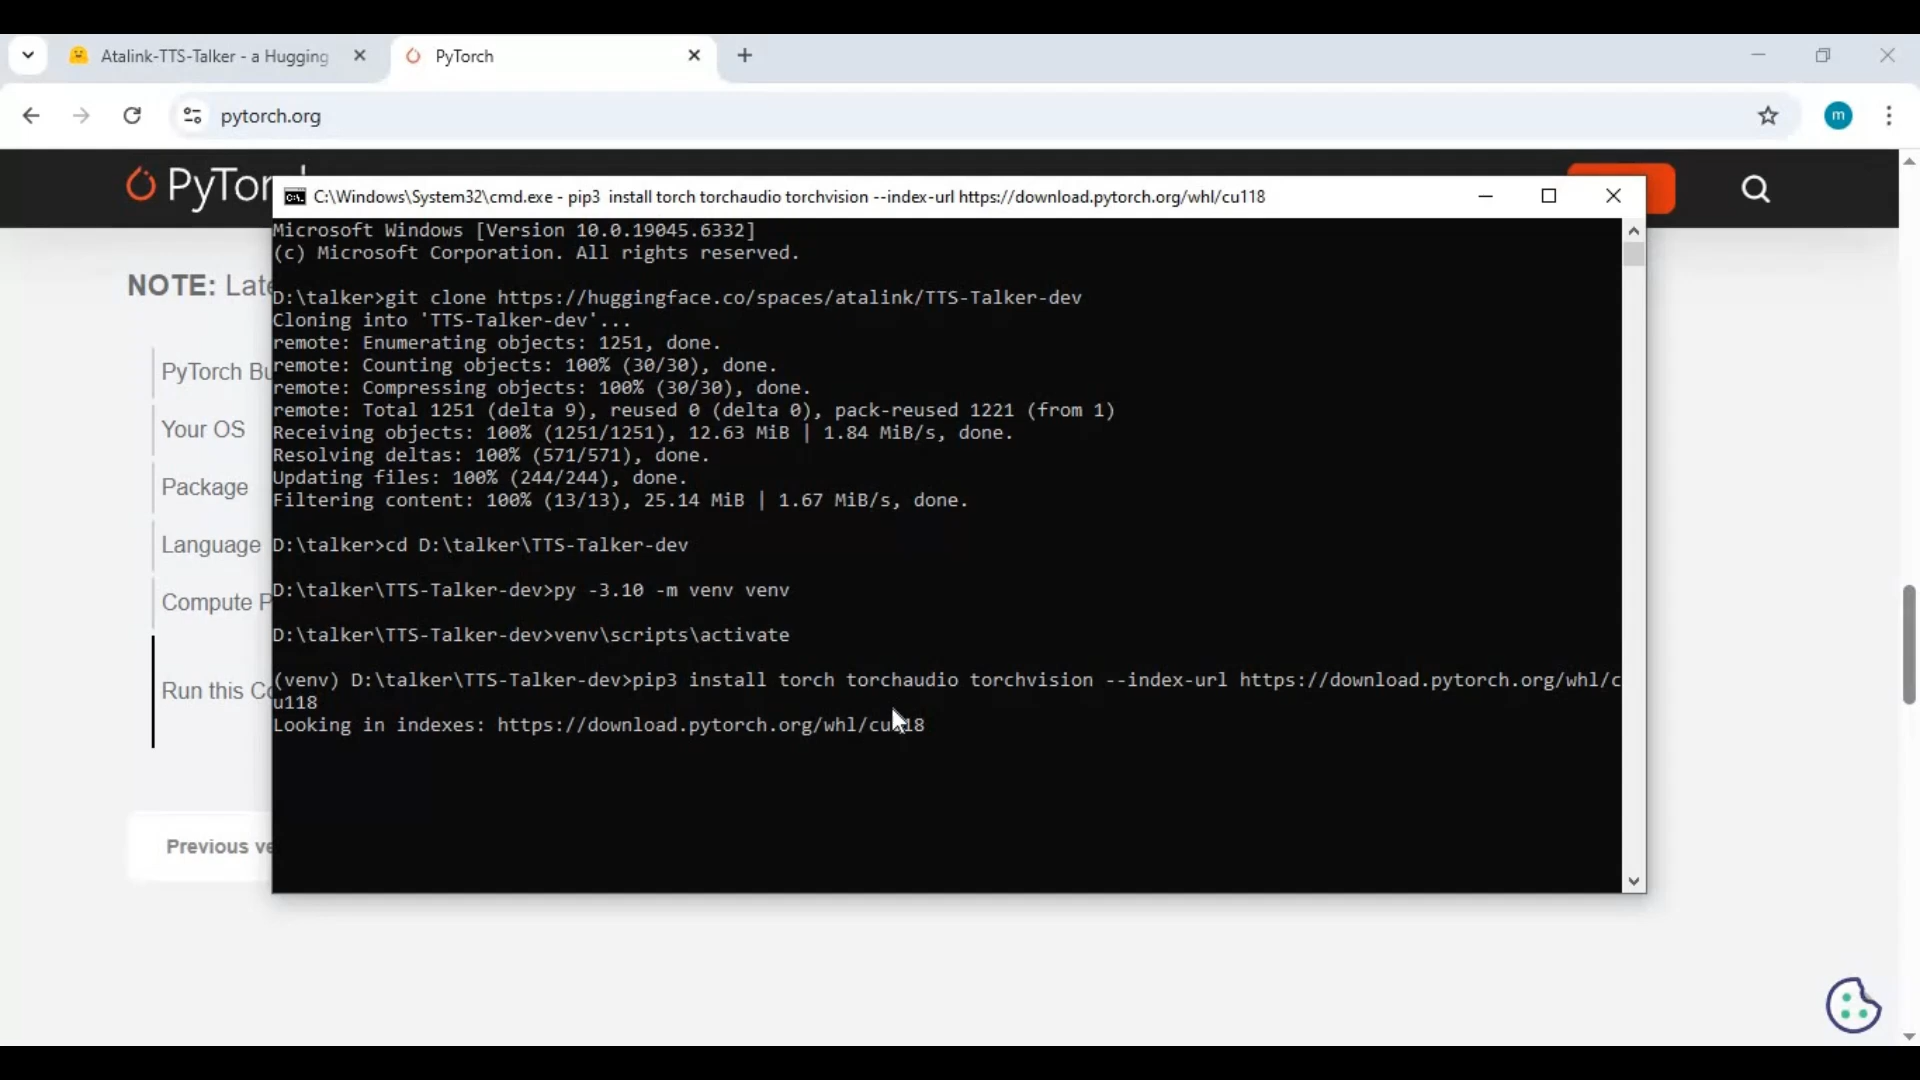 Atalink-TTS-Talker - a Hugging
PyTorch
pytorch.org
m
C:\Windows\System32\cmd.exe - pip3 install torch torchaudio torchvision --index-url https://download.pytorch.org/whl/cu118
Microsoft Windows [Version 10.0.19045.6332]
(c) Microsoft Corporation. All rights reserved.
NOTE:
D:\talker>git clone https://huggingface.co/spaces/atalink/TTS-Talker-dev
Cloning into 'TTS-Talker-dev'...
remote: Enumerating objects: 1251, done.
remote: Counting objects: 100% (30/30), done.
remote: Compressing objects: 100% (30/30), done.
remote: Total 1251 (delta 9), reused 0 (delta 0), pack-reused 1221 (from 1)
Receiving objects: 100% (1251/1251), 12.63 MiB | 1.84 MiB/s, done.
Resolving deltas: 100% (571/571), done.
Updating files: 100% (244/244), done.
Filtering content: 100% (13/13), 25.14 MiB | 1.67 MiB/s, done.
D:\talker>cd D:\talker\TTS-Talker-dev
D:\talker\TTS-Talker-dev>py -3.10 -m venv venv
D:\talker\TTS-Talker-dev>venv\scripts\activate
(venv) D:\talker\TTS-Talker-dev>pip3 install torch torchaudio torchvision --index-url https://download.pytorch.org/whl/c
u118
Looking in indexes: https://download.pytorch.org/whl/cu118
PyTorch
Your OS
Package
Language
Compute
Run this
Previous